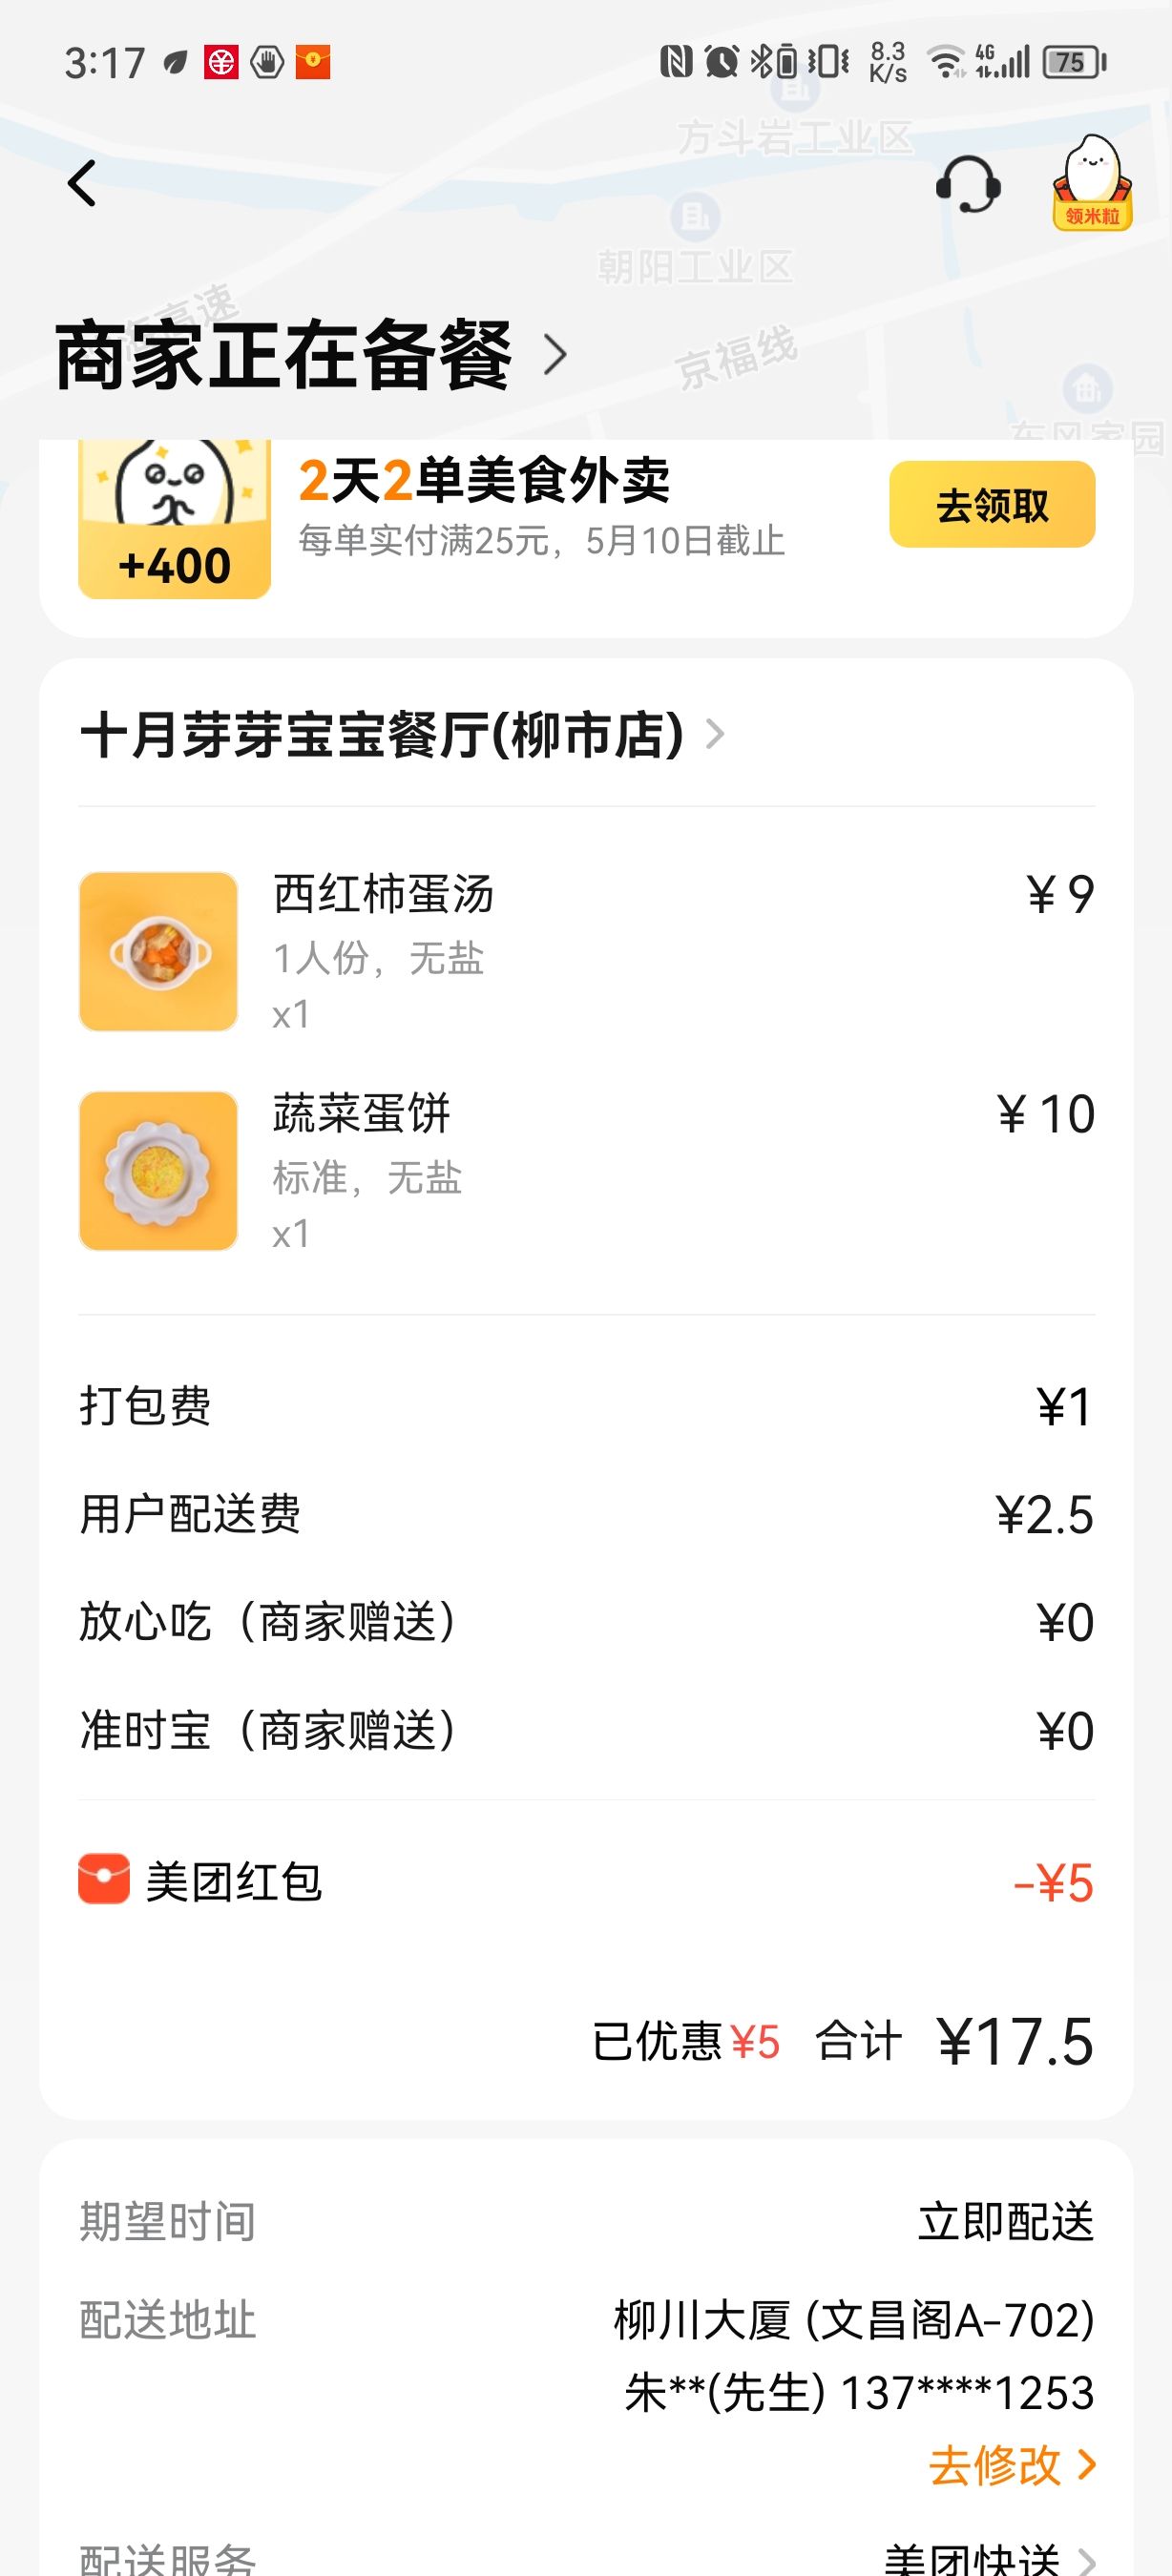 3:17
8.3
K/s
4G
75
方斗岩工业区
领米粒
朝阳工业区
高速
京福线
商家正在备餐
东风家园
2天2单美食外卖
去领取
每单实付满25元，5月10日截止
+400
十月芽芽宝宝餐厅(柳市店)
西红柿蛋汤
¥9
1人份，无盐
x1
蔬菜蛋饼
¥10
标准，无盐
x1
打包费
¥1
用户配送费
¥2.5
放心吃（商家赠送）
¥0
准时宝（商家赠送）
¥0
美团红包
-¥5
已优惠¥5 合计 ¥17.5
期望时间
立即配送
配送地址
柳川大厦 (文昌阁A-702)
朱**(先生) 137****1253
去修改
配送服务
美团快送